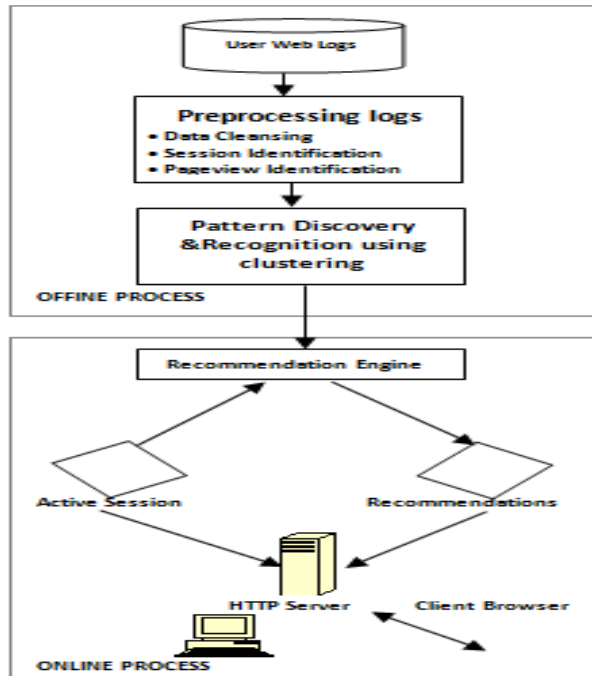 User Web Logs
Preprocessing logs
• Data Cleansing
• Session Identification
• Pageview Identification
Pattern Discovery
&Recognition using
clustering
OFFINE PROCESS
Recommendation Engine
Active Session
Recommendations
HTTP Server
Client Browser
ONLINE PROCESS